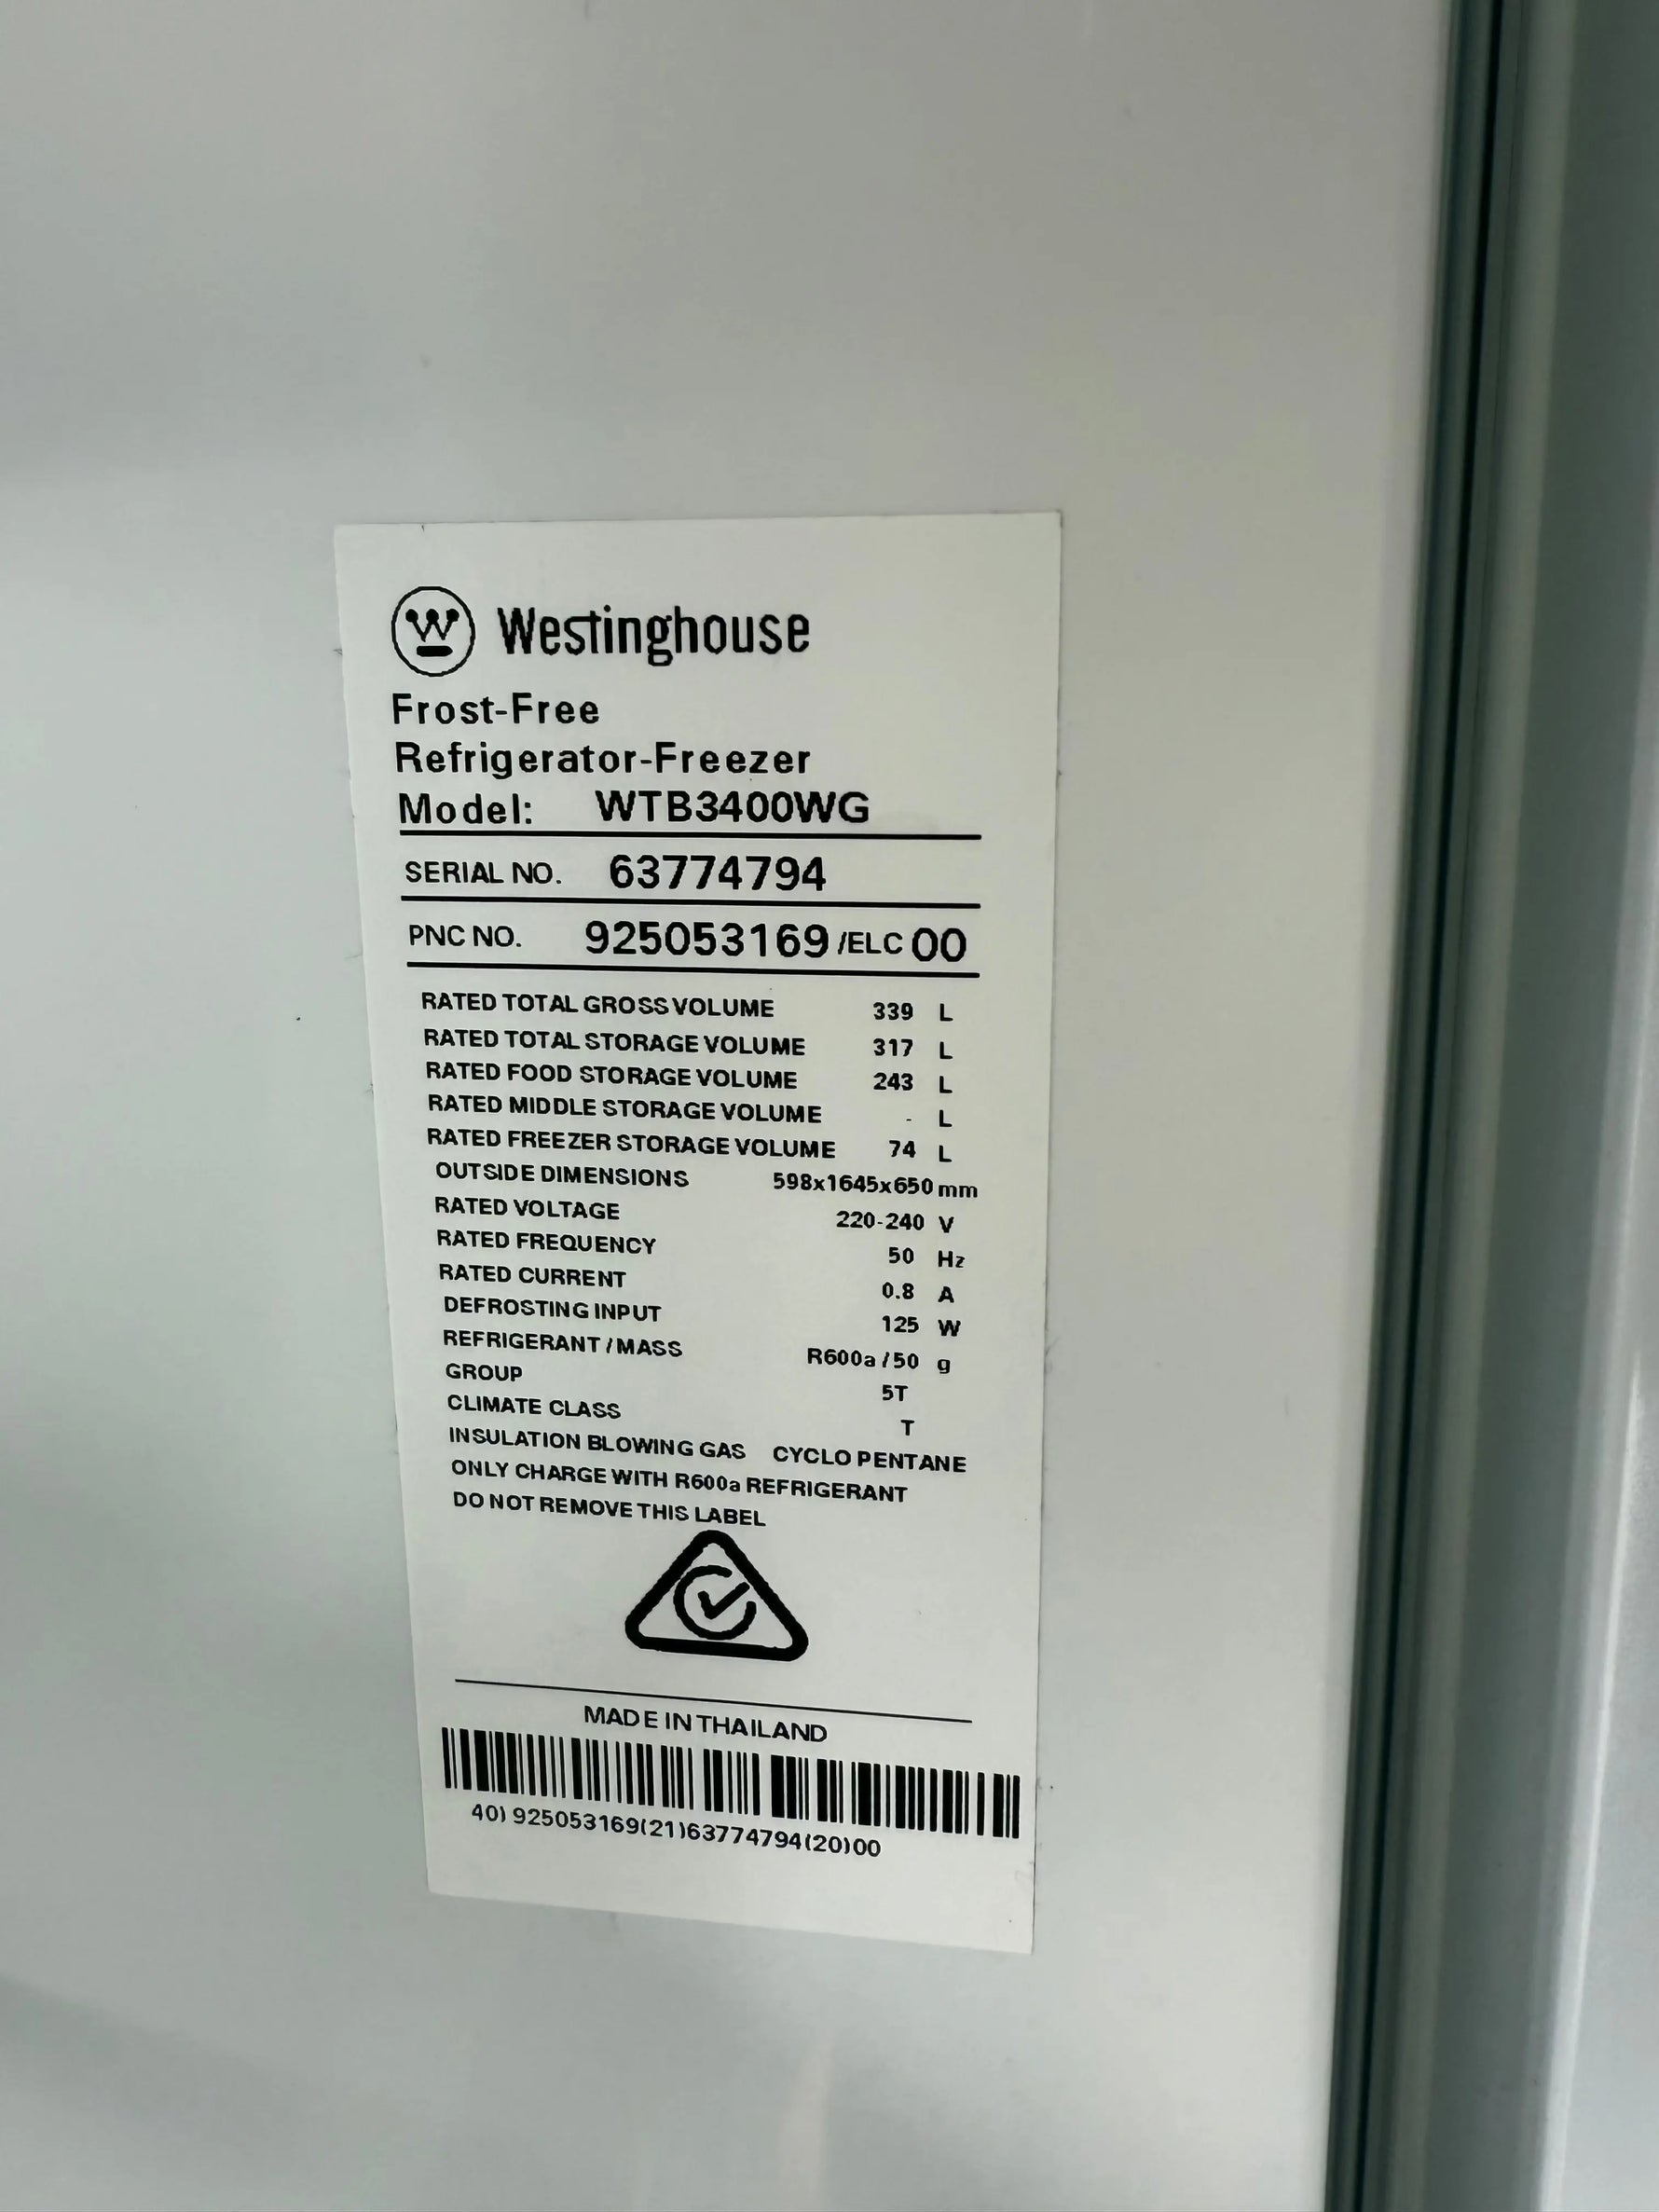 Westinghouse
Frost-Free
Refrigerator-Freezer
Model: WTB3400WG
SERIAL NO. 63774794
PNC NO. 925053169 /ELC 00
RATED TOTAL GROSS VOLUME 339 L
RATED TOTAL STORAGE VOLUME 317 L
RATED FOOD STORAGE VOLUME 243 L
RATED MIDDLE STORAGE VOLUME - L
RATED FREEZER STORAGE VOLUME 74 L
OUTSIDE DIMENSIONS 598x1645x650 mm
RATED VOLTAGE 220-240 V
RATED FREQUENCY 50 Hz
RATED CURRENT 0.8 A
DEFROSTING INPUT 125 W
REFRIGERANT / MASS R600a / 50 g
GROUP 5T
CLIMATE CLASS T
INSULATION BLOWING GAS CYCLO PENTANE
ONLY CHARGE WITH R600a REFRIGERANT
DO NOT REMOVE THIS LABEL
MADE IN THAILAND
40) 925053169(21)63774794(20)00